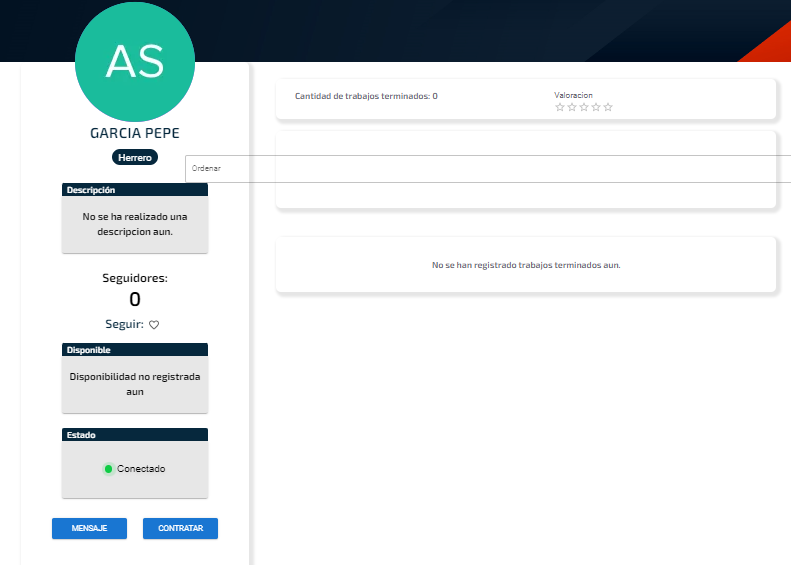 AS
GARCIA PEPE
Herrero
Descripción
No se ha realizado una
descripcion aun.
Seguidores:
0
Seguir:
Disponible
Disponibilidad no registrada
aun
Estado
Conectado
MENSAJE
CONTRATAR
Cantidad de trabajos terminados: 0
Valoracion
Ordenar
No se han registrado trabajos terminados aun.